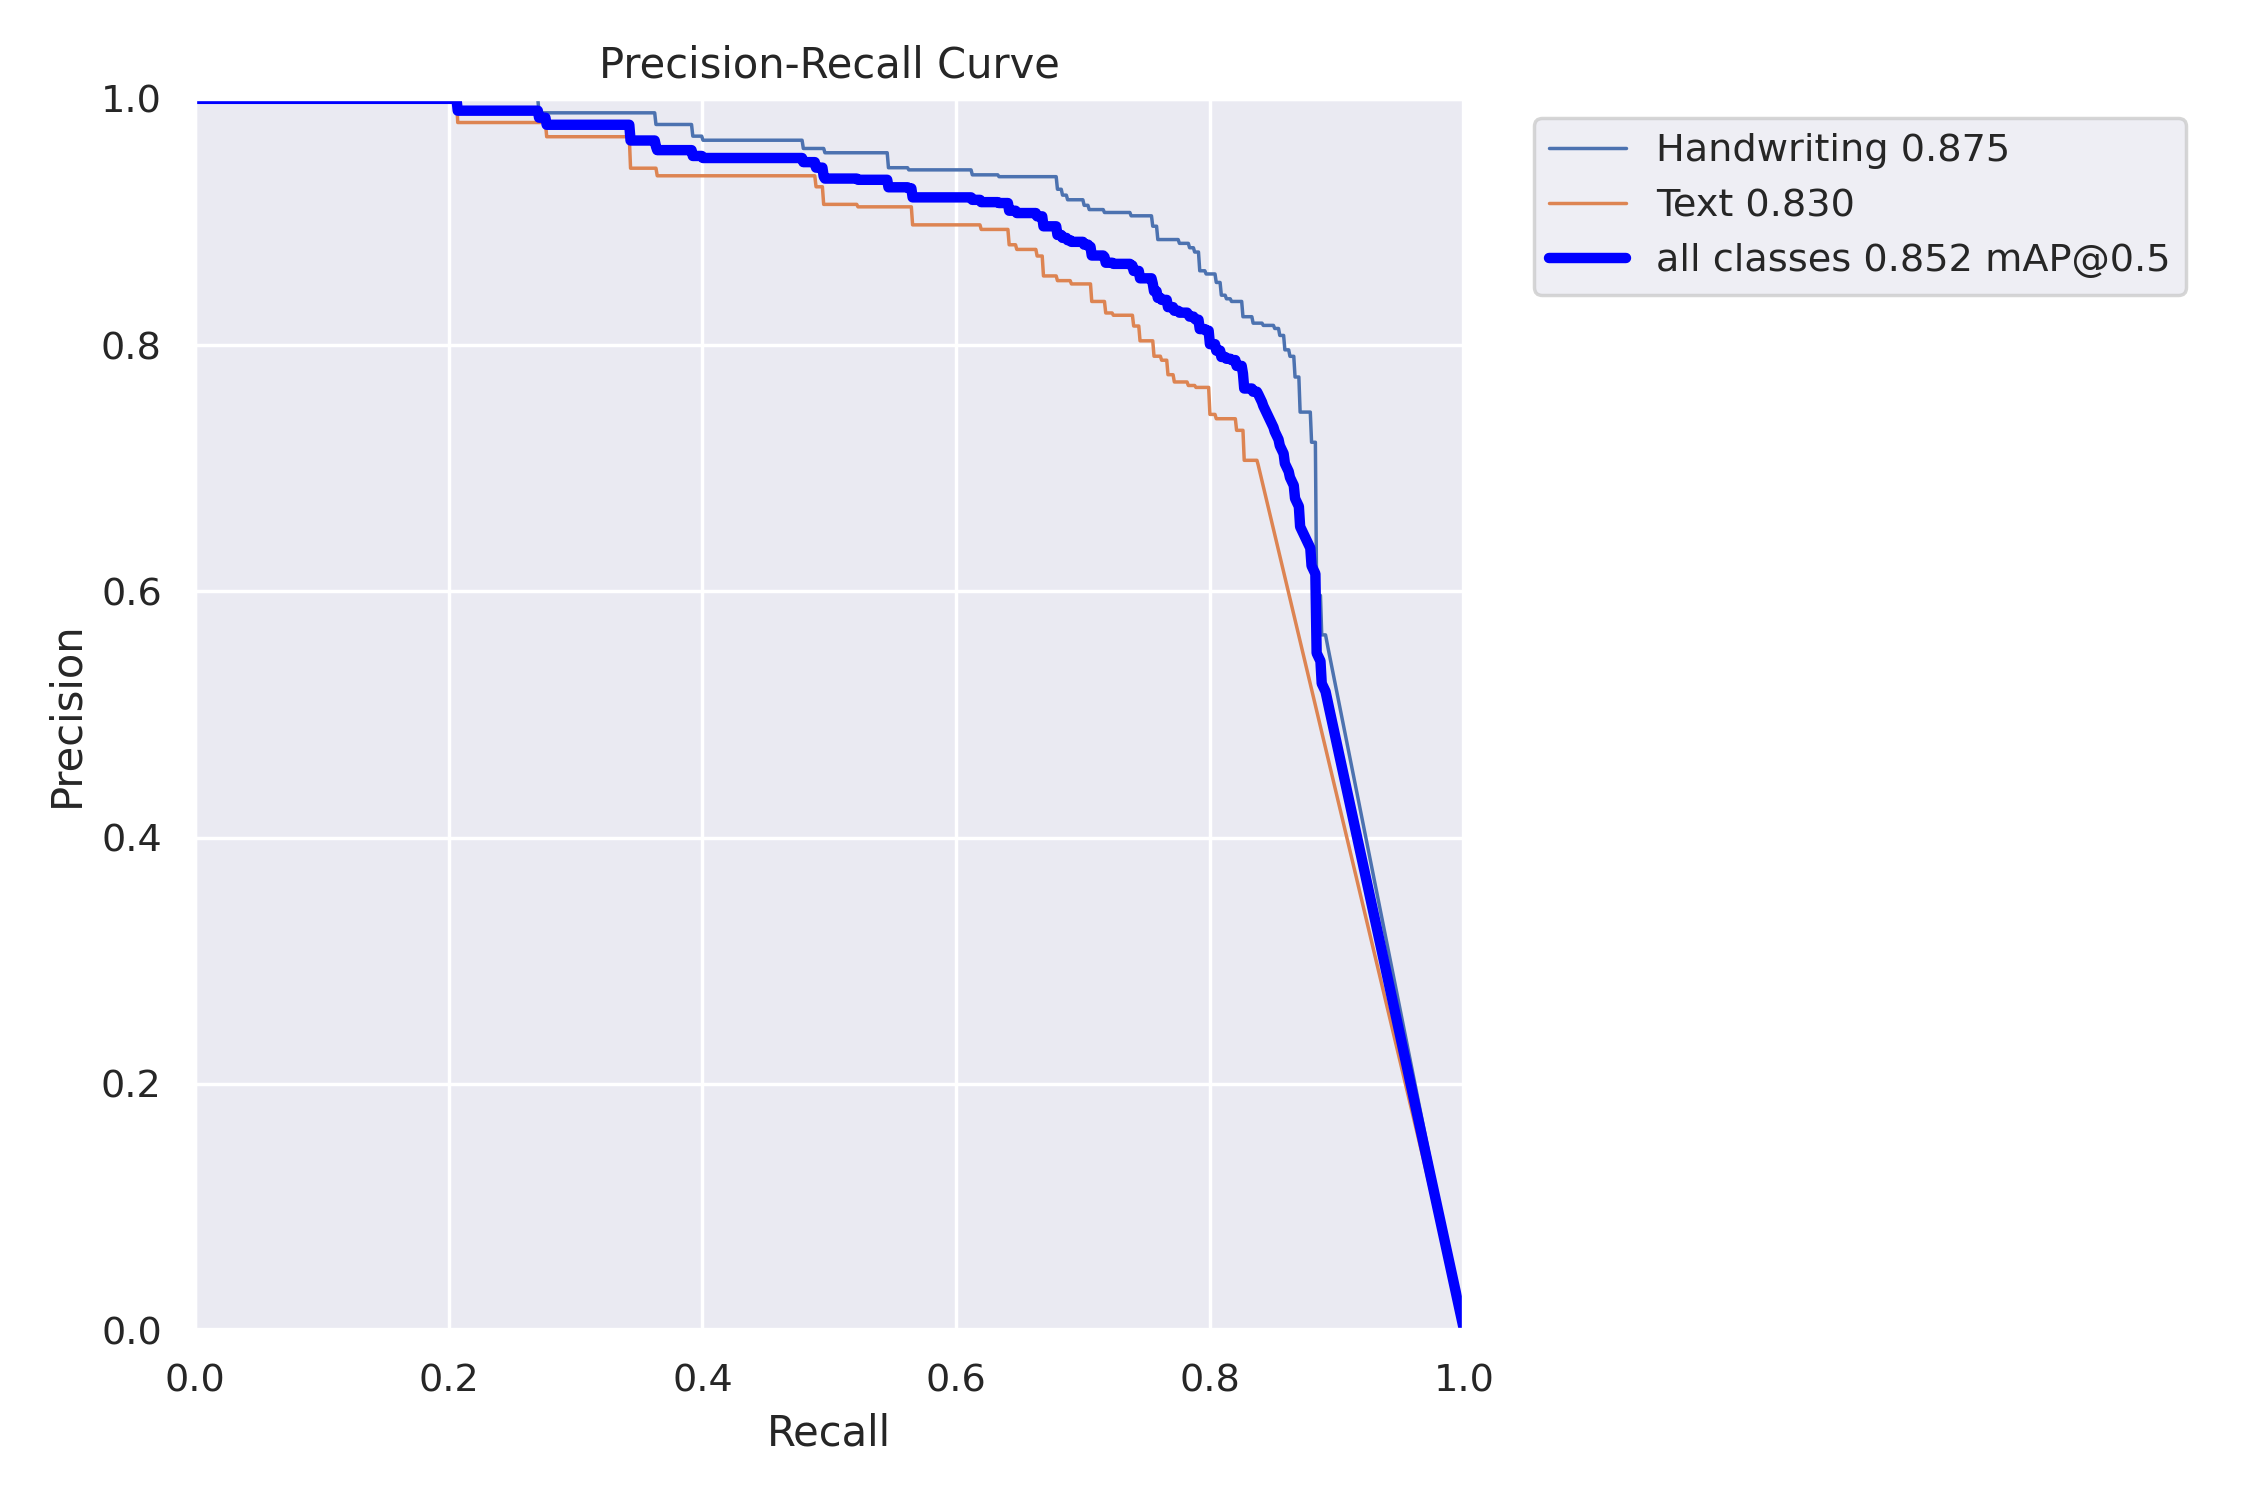 Precision-Recall Curve
1.0
0.8
0.6
0.4
0.2
0.0
Precision
0.0 0.2 0.4 0.6 0.8 1.0
Recall
Handwriting 0.875
Text 0.830
all classes 0.852 mAP@0.5